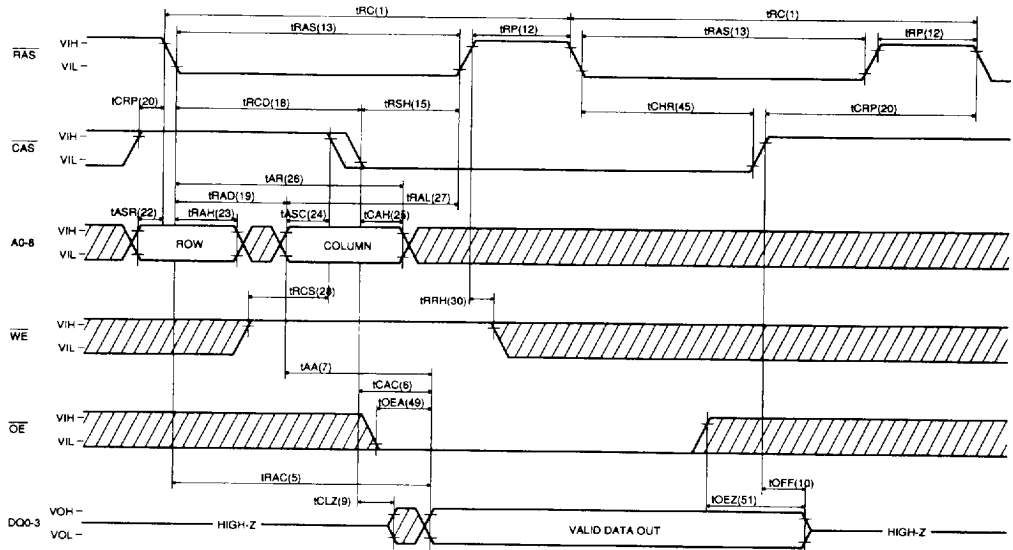 tRC(1) tRC(1)
tRAS(13) tRP(12) tRAS(13) tRP(12)
RAS VIH
VIL
tCRP(20) tRCD(18) tRSH(15) tCHR(45) tCRP(20)
CAS VIH
VIL
tAR(26)
tRAD(19) tRAL(27)
tASR(22) tRAH(23) tASC(24) tCAH(25)
A0-8 VIH
VIL
ROW COLUMN
tRCS(28) tRRH(30)
WE VIH
VIL
tAA(7)
tCAC(6)
tOEA(49)
OE VIH
VIL
tRAC(5) tOFF(10)
tCLZ(9) tOEZ(51)
DQ0-3 VOH
VOL
HIGH-Z VALID DATA OUT HIGH-Z